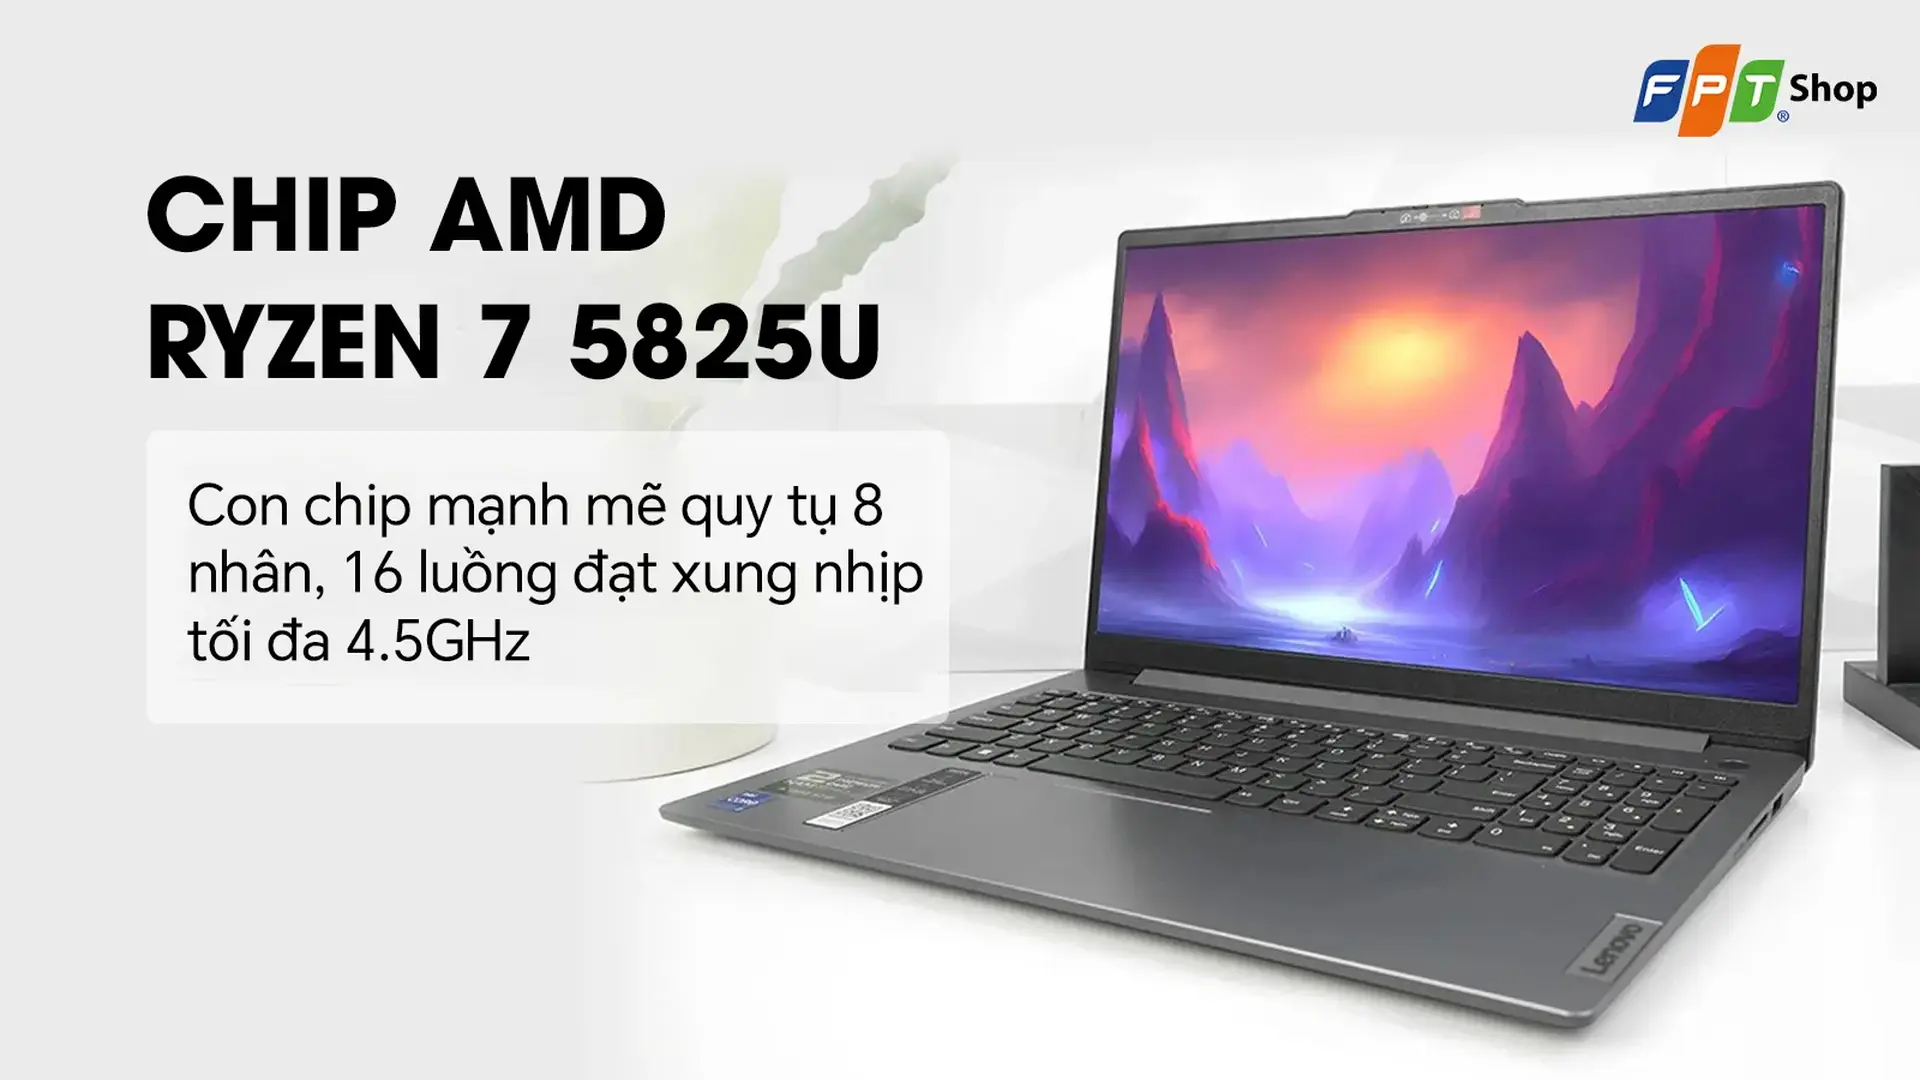 FPT Shop
CHIP AMD
RYZEN 7 5825U
Con chip mạnh mẽ quy tụ 8
nhân, 16 luồng đạt xung nhịp
tối đa 4.5GHz
Lenovo